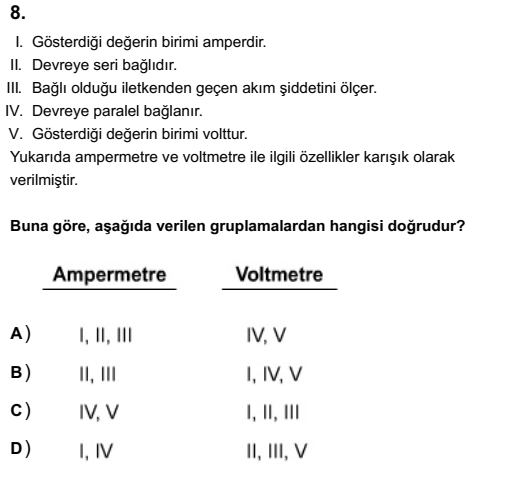 8.
I. Gösterdiği değerin birimi amperdir.
II. Devreye seri bağlıdır.
III. Bağlı olduğu iletkenden geçen akım şiddetini ölçer.
IV. Devreye paralel bağlanır.
V. Gösterdiği değerin birimi volttur.
Yukarıda ampermetre ve voltmetre ile ilgili özellikler karışık olarak
verilmiştir.
Buna göre, aşağıda verilen gruplamalardan hangisi doğrudur?
Ampermetre Voltmetre
A) I, II, III IV, V
B) II, III I, IV, V
C) IV, V I, II, III
D) I, IV II, III, V